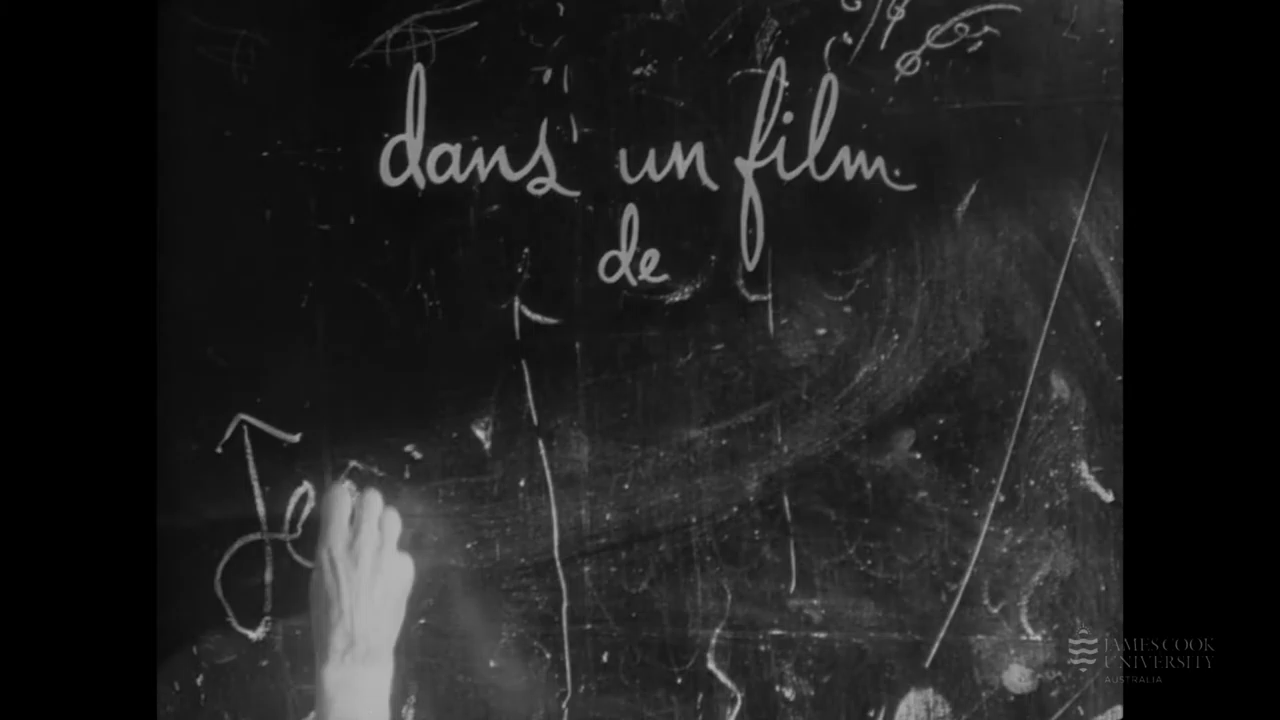 dans un film
de
Je
JAMES COOK
UNIVERSITY
AUSTRALIA